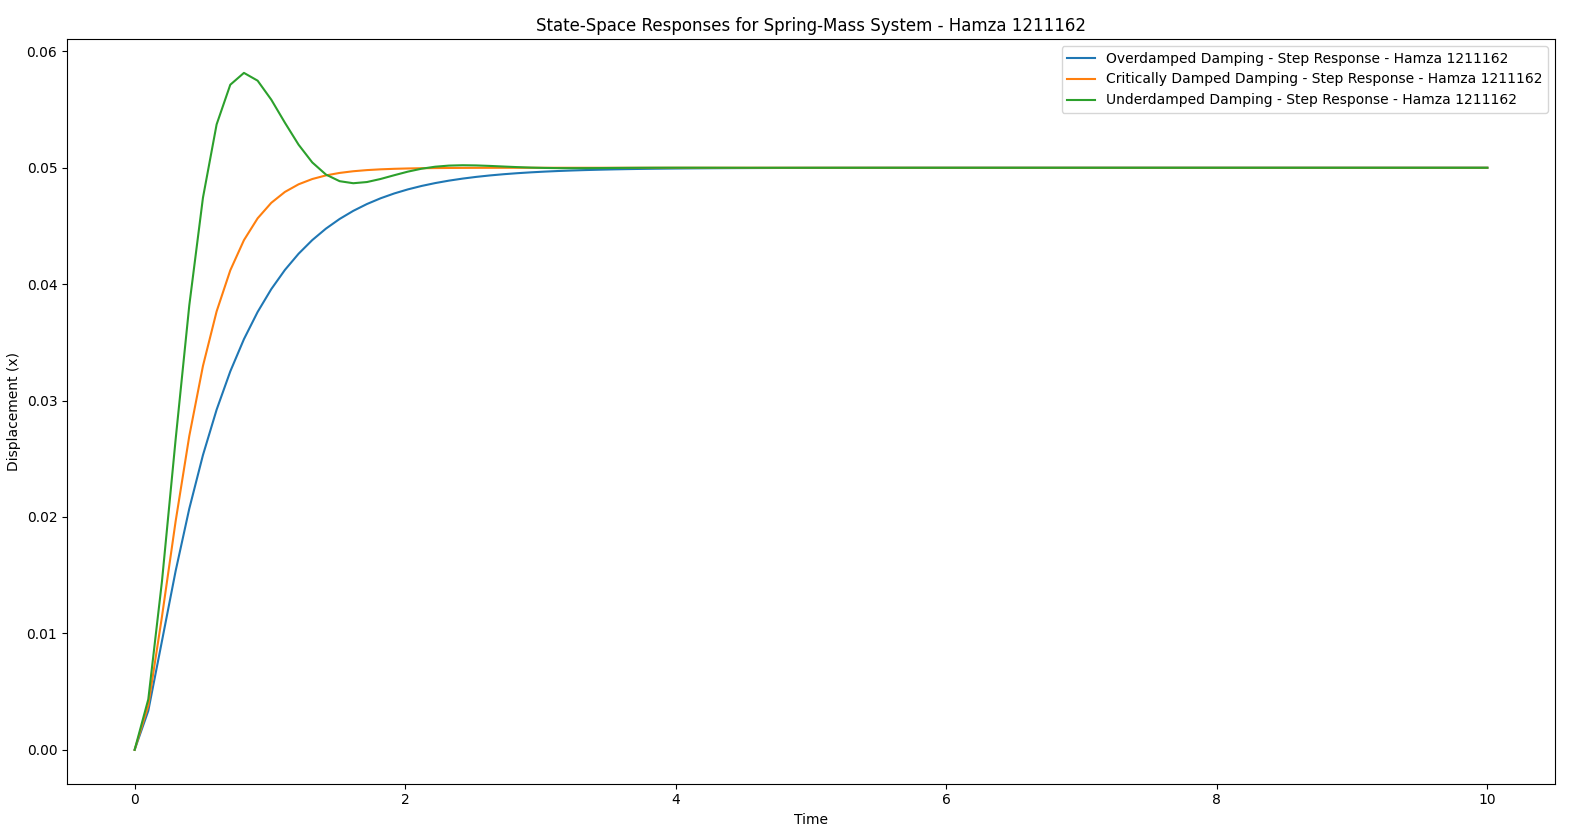 State-Space Responses for Spring-Mass System - Hamza 1211162
Overdamped Damping - Step Response - Hamza 1211162
Critically Damped Damping - Step Response - Hamza 1211162
Underdamped Damping - Step Response - Hamza 1211162
0.06
0.05
0.04
0.03
0.02
0.01
0.00
Displacement (x)
0 2 4 6 8 10
Time